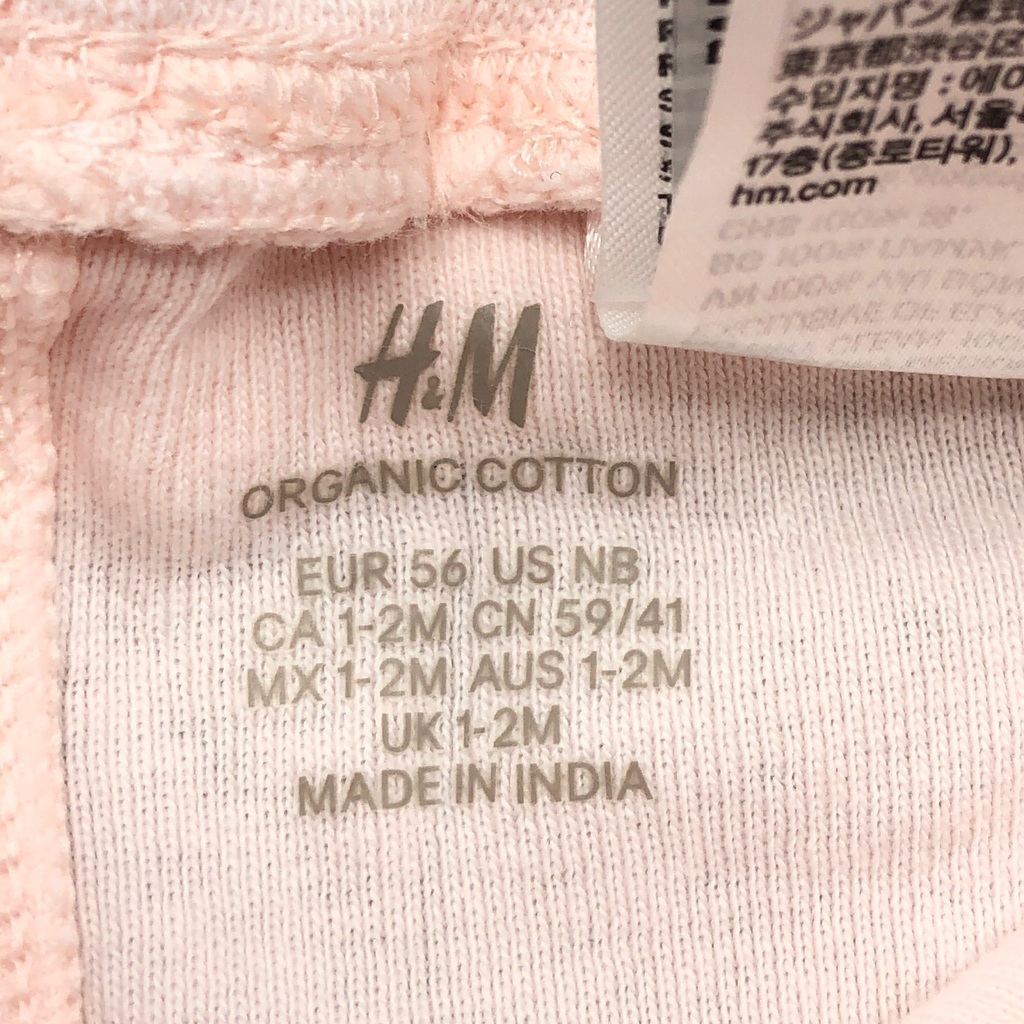 ジャパン株式
東京都渋谷区
수입자명 : 에이
주식회사, 서울
17층(종로타워),
hm.com
H&M
ORGANIC COTTON
EUR 56 US NB
CA 1-2M CN 59/41
MX 1-2M AUS 1-2M
UK 1-2M
MADE IN INDIA